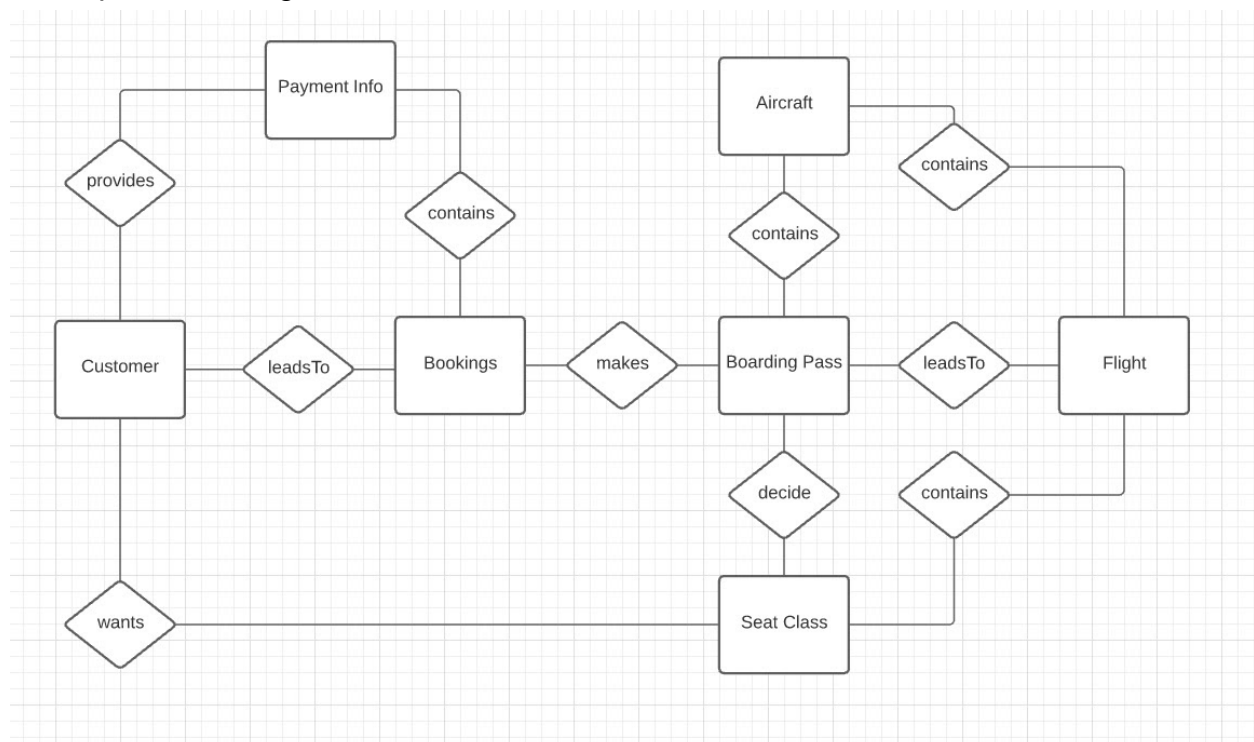 Payment Info
Aircraft
provides
contains
contains
contains
Customer
leadsTo
Bookings
makes
Boarding Pass
leadsTo
Flight
decide
contains
wants
Seat Class